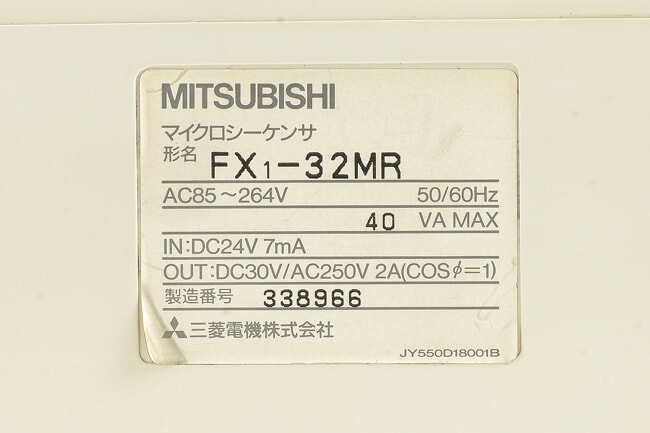 MITSUBISHI
マイクロシーケンサ
形名 FX1-32MR
AC85～264V 50/60Hz
40 VA MAX
IN:DC24V 7mA
OUT:DC30V/AC250V 2A(COSφ=1)
製造番号 338966
三菱電機株式会社
JY550D18001B